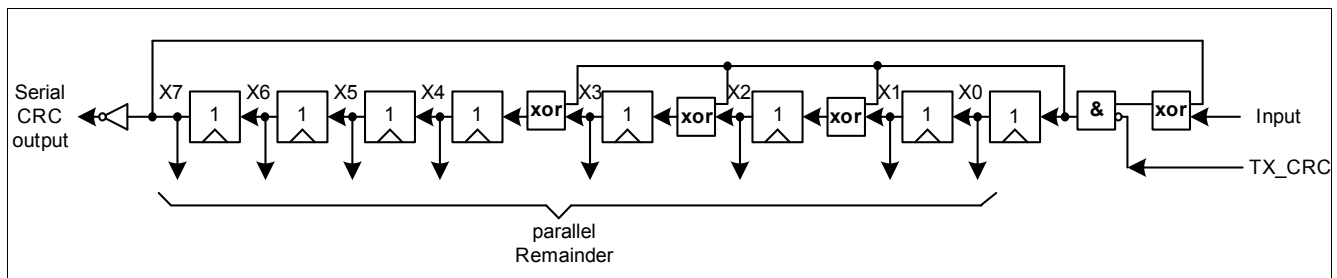 Serial
CRC
output
X7
1
X6
1
X5
1
X4
1
xor
X3
1
xor
X2
1
xor
X1
1
X0
1
&
xor
Input
TX_CRC
parallel
Remainder